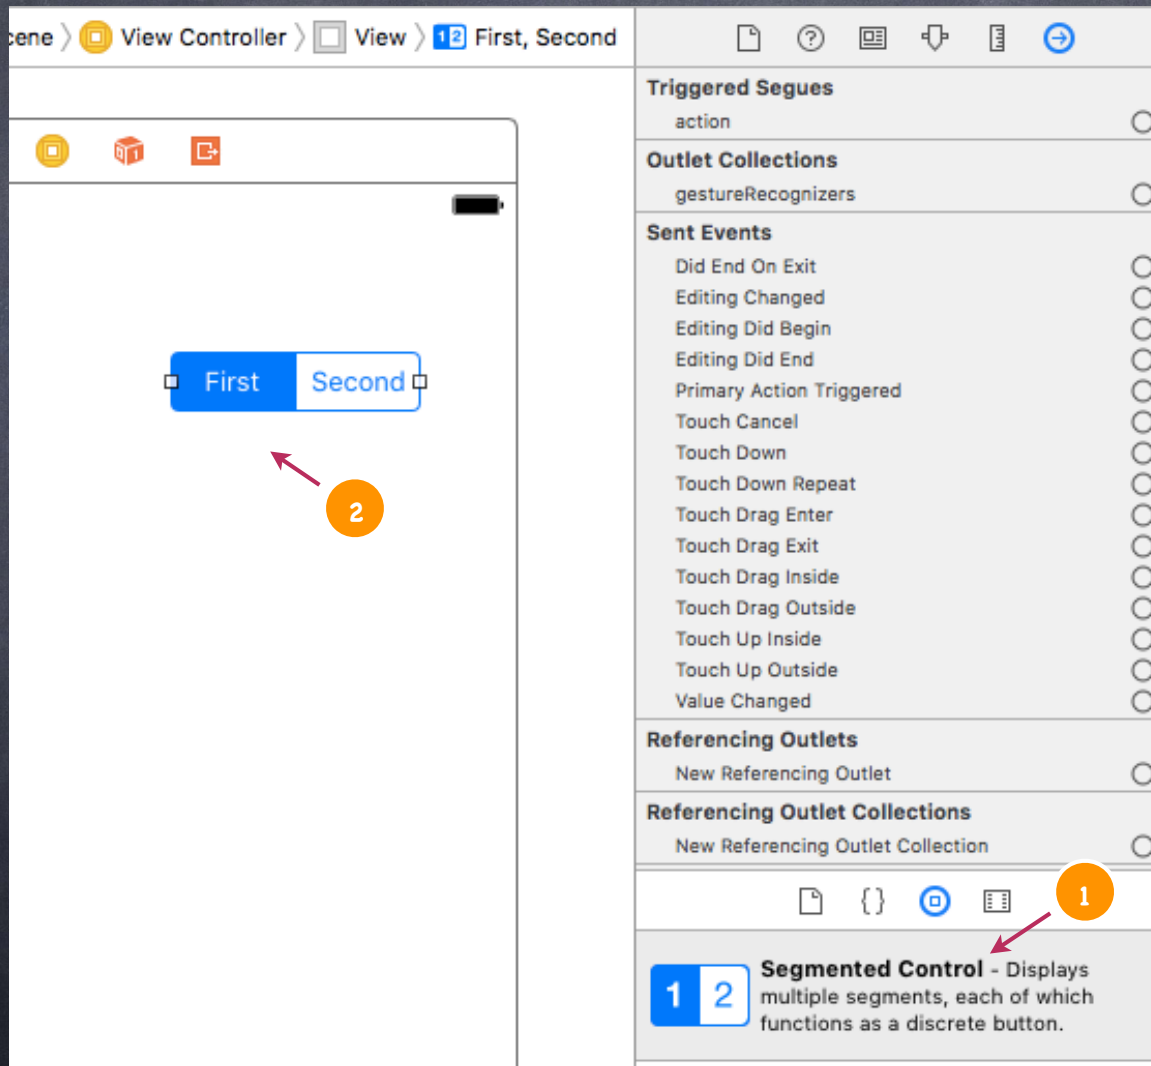 cene > View Controller > View > 12 First, Second
Triggered Segues
action
Outlet Collections
gestureRecognizers
Sent Events
Did End On Exit
Editing Changed
Editing Did Begin
Editing Did End
Primary Action Triggered
Touch Cancel
Touch Down
Touch Down Repeat
Touch Drag Enter
Touch Drag Exit
Touch Drag Inside
Touch Drag Outside
Touch Up Inside
Touch Up Outside
Value Changed
Referencing Outlets
New Referencing Outlet
Referencing Outlet Collections
New Referencing Outlet Collection
First Second
2
{}
1
1 2
Segmented Control - Displays
multiple segments, each of which
functions as a discrete button.